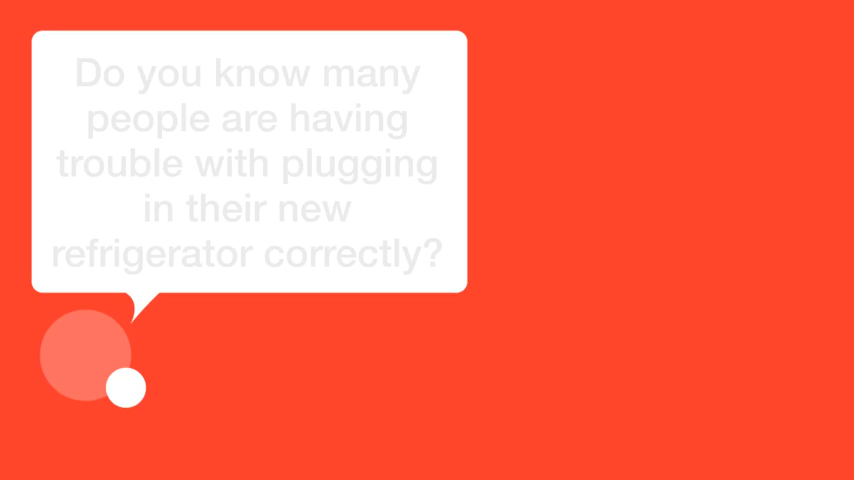 Do you know many
people are having
trouble with plugging
in their new
refrigerator correctly?